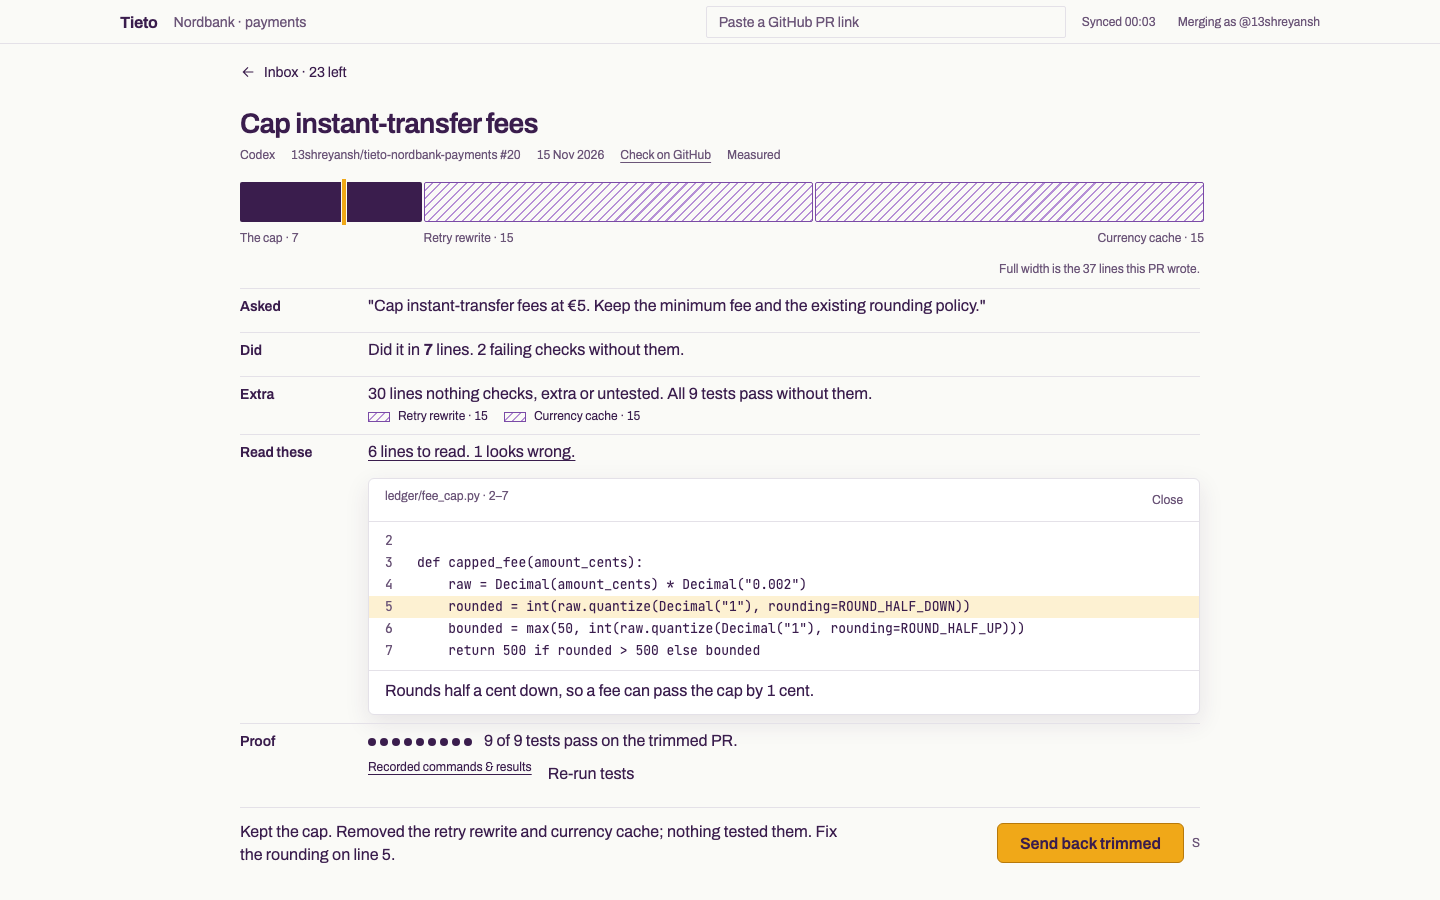 Tieto Nordbank · payments Paste a GitHub PR link Synced 00:03 Merging as @13shreyansh
← Inbox · 23 left
Cap instant-transfer fees
Codex 13shreyansh/tieto-nordbank-payments #20 15 Nov 2026 Check on GitHub Measured
The cap · 7 Retry rewrite · 15 Currency cache · 15
Full width is the 37 lines this PR wrote.
Asked "Cap instant-transfer fees at €5. Keep the minimum fee and the existing rounding policy."
Did Did it in 7 lines. 2 failing checks without them.
Extra 30 lines nothing checks, extra or untested. All 9 tests pass without them.
Retry rewrite · 15 Currency cache · 15
Read these 6 lines to read. 1 looks wrong.
ledger/fee_cap.py · 2–7 Close
2
3 def capped_fee(amount_cents):
4 raw = Decimal(amount_cents) * Decimal("0.002")
5 rounded = int(raw.quantize(Decimal("1"), rounding=ROUND_HALF_DOWN))
6 bounded = max(50, int(raw.quantize(Decimal("1"), rounding=ROUND_HALF_UP)))
7 return 500 if rounded > 500 else bounded
Rounds half a cent down, so a fee can pass the cap by 1 cent.
Proof 9 of 9 tests pass on the trimmed PR.
Recorded commands & results Re-run tests
Kept the cap. Removed the retry rewrite and currency cache; nothing tested them. Fix
the rounding on line 5.
Send back trimmed S